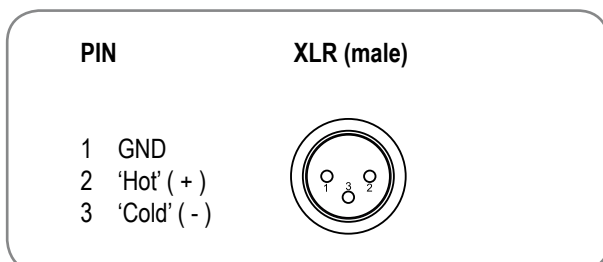 PIN XLR (male)
1 GND
2 ‘Hot’ ( + )
3 ‘Cold’ ( - )
1 3 2